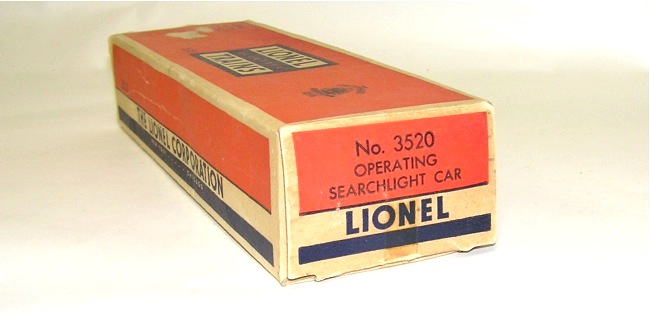 LIONEL
TRAINS
THE LIONEL CORPORATION
No. 3520
OPERATING
SEARCHLIGHT CAR
LIONEL